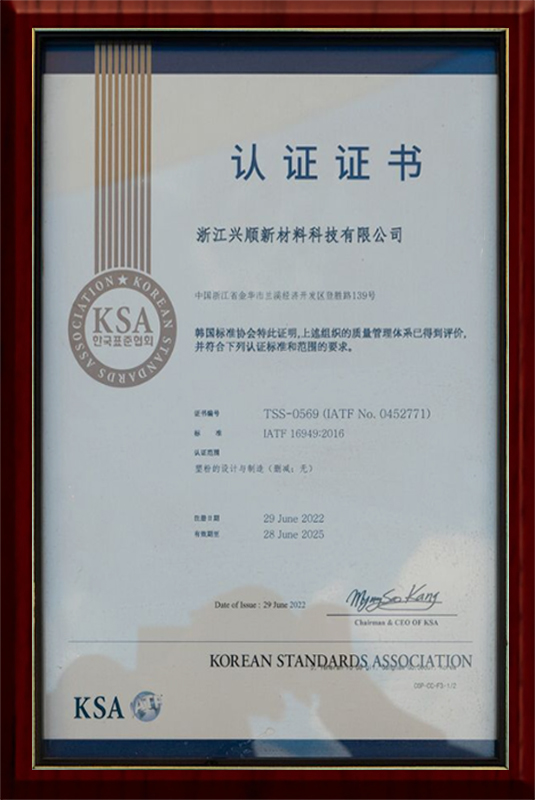 认证证书
浙江兴顺新材料科技有限公司
KOREAN STANDARDS ASSOCIATION
KSA
한국표준협회
中国浙江省金华市兰溪经济开发区登胜路139号
韩国标准协会特此证明,上述组织的质量管理体系已得到评价,
并符合下列认证标准和范围的要求。
证书编号 TSS-0569 (IATF No. 0452771)
标 准 IATF 16949:2016
认证范围
塑粉的设计与制造（删减：无）
注册日期 29 June 2022
有效期至 28 June 2025
Date of Issue : 29 June 2022
Chairman & CEO OF KSA
KOREAN STANDARDS ASSOCIATION
KSA IATF